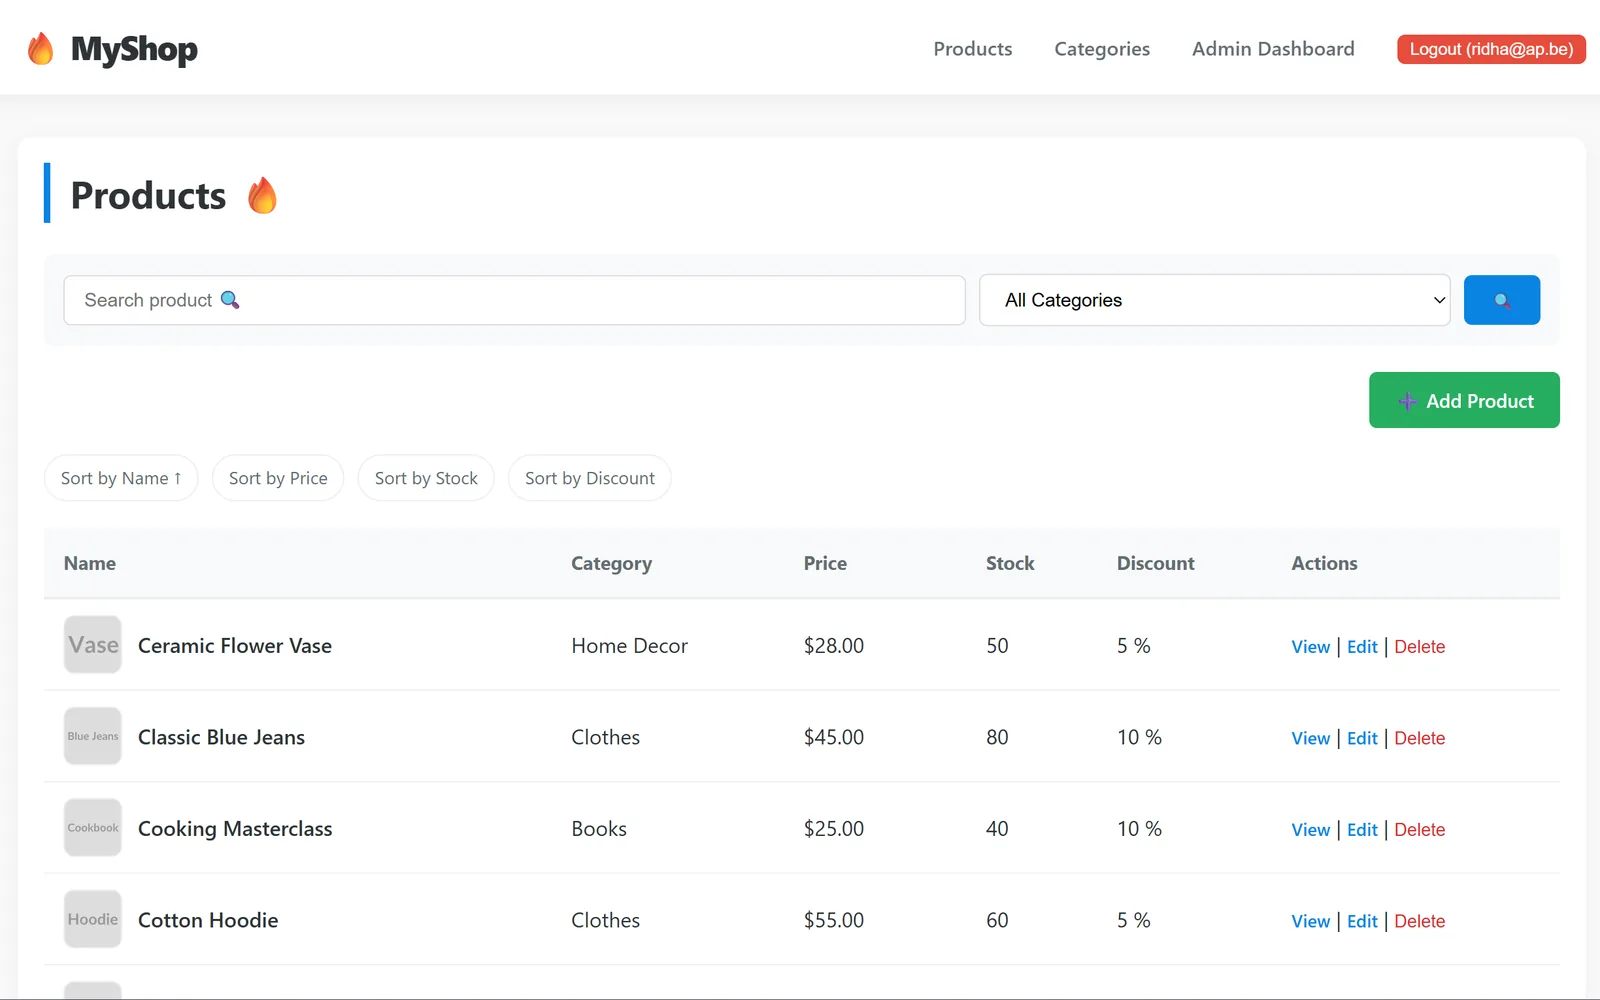 🔥 MyShop
Products Categories Admin Dashboard Logout (ridha@ap.be)
Products 🔥
Search product 🔍 All Categories 🔍
➕ Add Product
Sort by Name ↑ Sort by Price Sort by Stock Sort by Discount
Name Category Price Stock Discount Actions
Vase Ceramic Flower Vase Home Decor $28.00 50 5 % View | Edit | Delete
Blue Jeans Classic Blue Jeans Clothes $45.00 80 10 % View | Edit | Delete
Cookbook Cooking Masterclass Books $25.00 40 10 % View | Edit | Delete
Hoodie Cotton Hoodie Clothes $55.00 60 5 % View | Edit | Delete